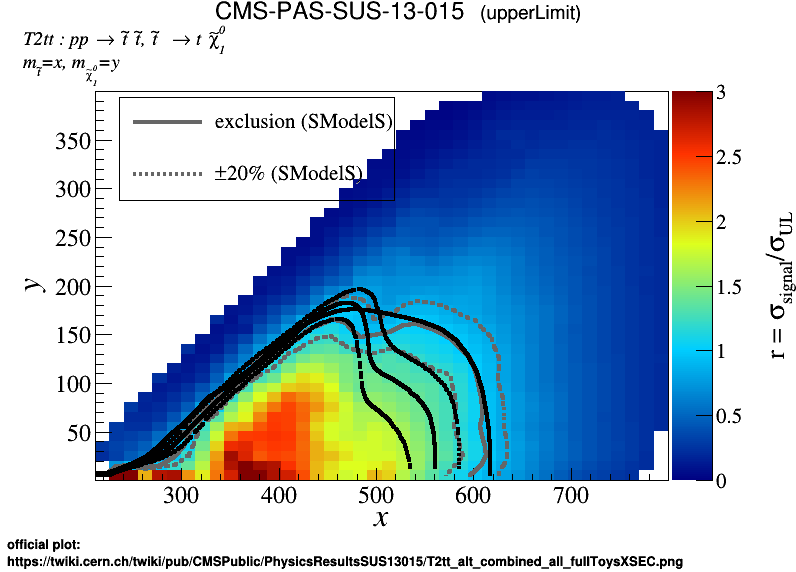 CMS-PAS-SUS-13-015 (upperLimit)
T2tt : pp → t̃ t̃, t̃ → t χ̃⁰₁
m_t̃=x, m_χ̃⁰₁=y
exclusion (SModelS)
±20% (SModelS)
350
300
250
200
150
100
50
y
300 400 500 600 700
x
3
2.5
2
1.5
1
0.5
0
r = σ_signal/σ_UL
official plot:
https://twiki.cern.ch/twiki/pub/CMSPublic/PhysicsResultsSUS13015/T2tt_alt_combined_all_fullToysXSEC.png